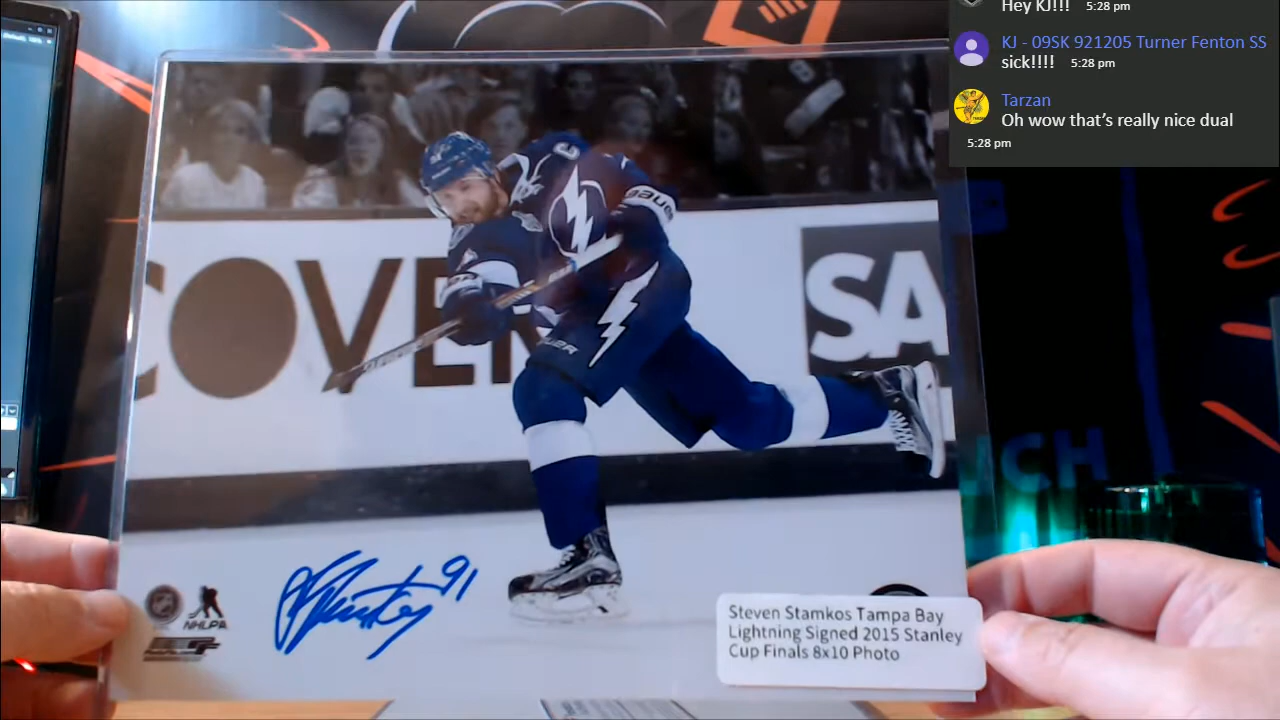 Hey KJ!!! 5:28 pm
KJ - 09SK 921205 Turner Fenton SS
sick!!!! 5:28 pm
Tarzan
Oh wow that's really nice dual
5:28 pm
C
BAUER
COVER
SA
CH
91
NHLPA
Steven Stamkos Tampa Bay
Lightning Signed 2015 Stanley
Cup Finals 8x10 Photo